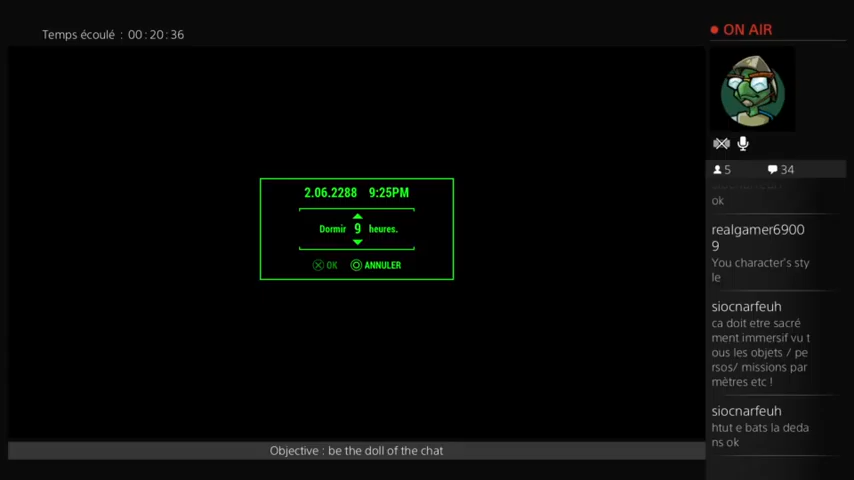 Temps écoulé : 00:20:36
ON AIR
5 34
ok
realgamer6900
9
You character's sty
le
siocnarfeuh
ca doit etre sacré
ment immersif vu t
ous les objets / pe
rsos/ missions par
mètres etc !
siocnarfeuh
htut e bats la deda
ns ok
2.06.2288 9:25PM
Dormir 9 heures.
OK ANNULER
Objective : be the doll of the chat